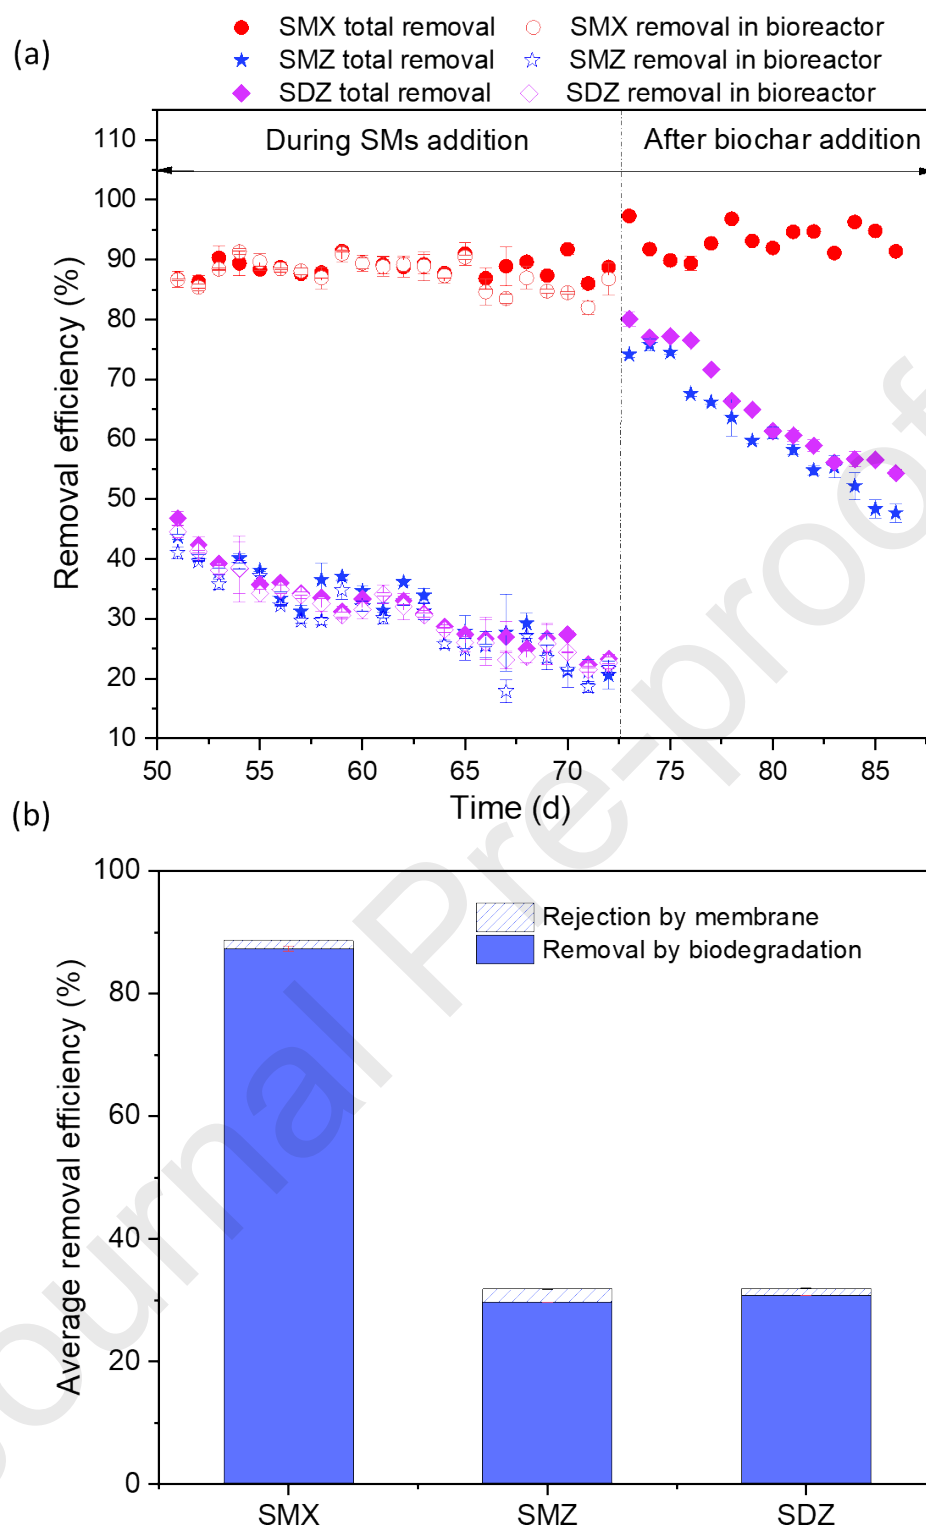 (a)
SMX total removal SMX removal in bioreactor
SMZ total removal SMZ removal in bioreactor
SDZ total removal SDZ removal in bioreactor
During SMs addition After biochar addition
110
100
90
80
70
60
50
40
30
20
10
Removal efficiency (%)
50 55 60 65 70 75 80 85
Time (d)
(b)
100
80
60
40
20
0
Average removal efficiency (%)
Rejection by membrane
Removal by biodegradation
SMX SMZ SDZ
Journal Pre-proof